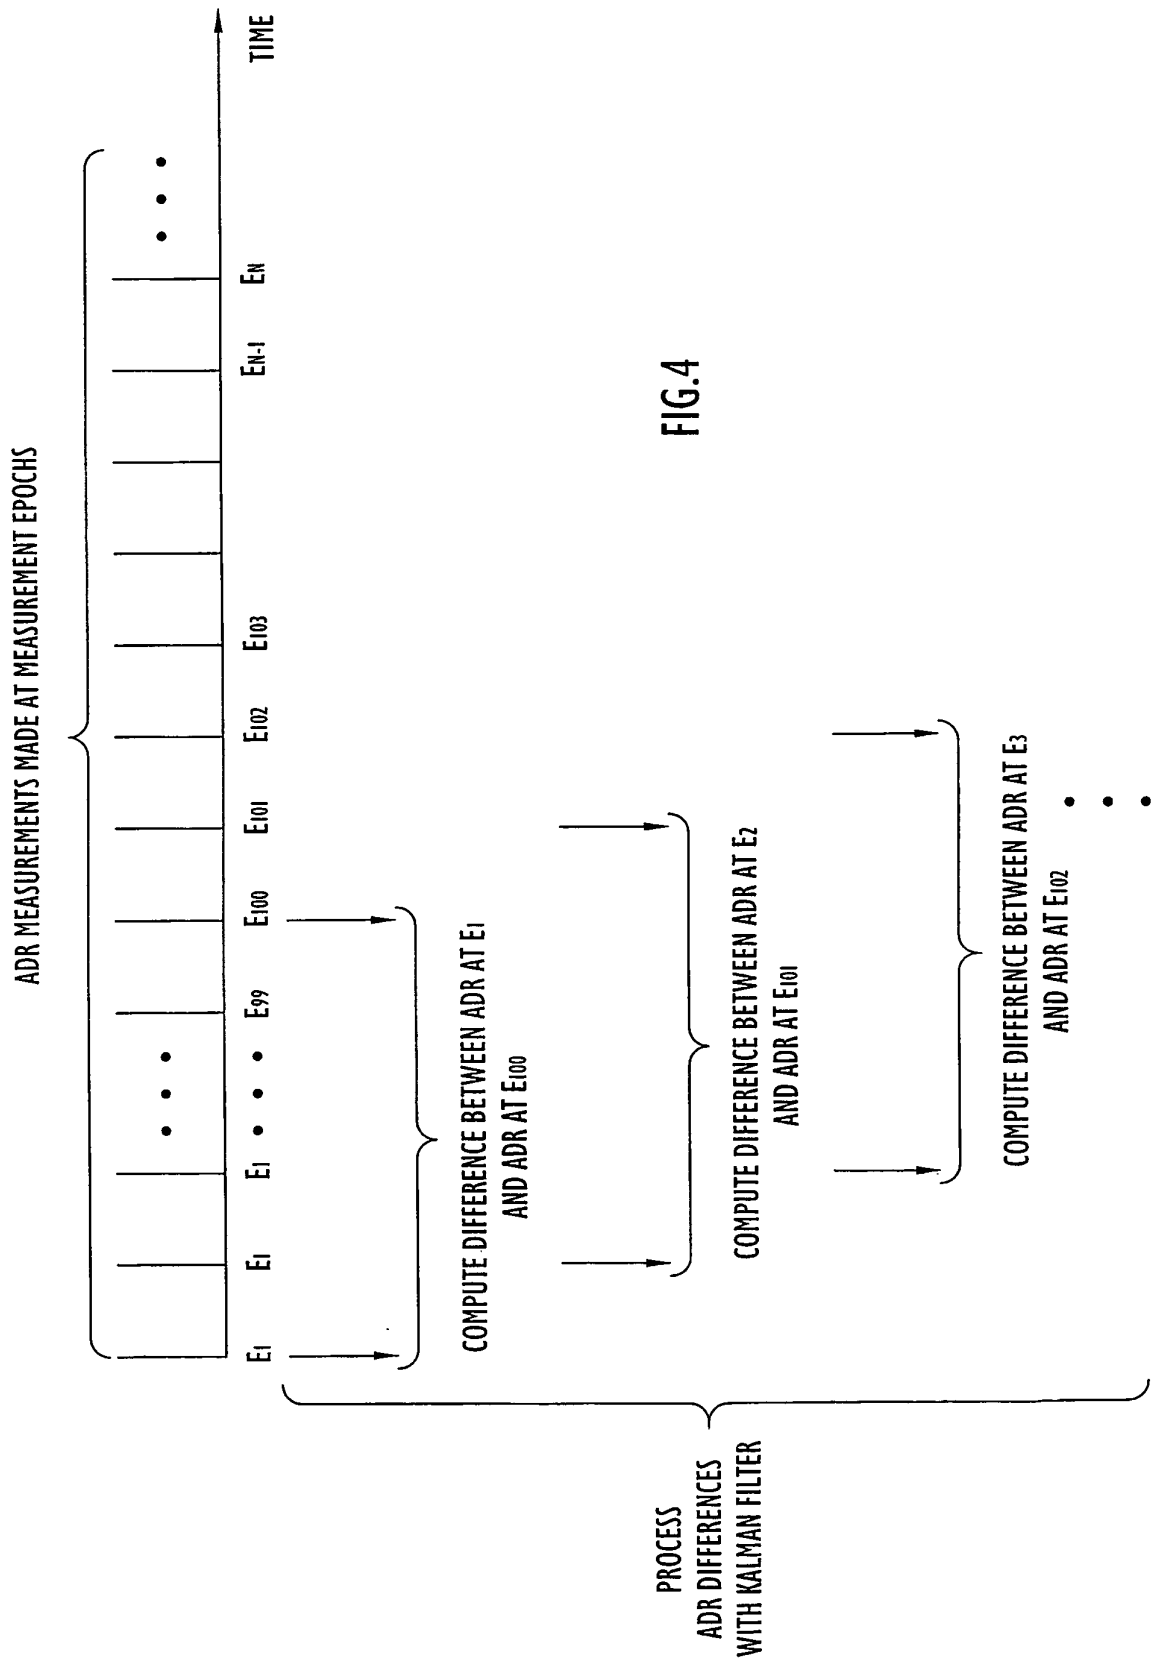 ADR MEASUREMENTS MADE AT MEASUREMENT EPOCHS
E1 E1 E1 E99 E100 E101 E102 E103 EN-1 EN
TIME
COMPUTE DIFFERENCE BETWEEN ADR AT E1
AND ADR AT E100
COMPUTE DIFFERENCE BETWEEN ADR AT E2
AND ADR AT E101
COMPUTE DIFFERENCE BETWEEN ADR AT E3
AND ADR AT E102
PROCESS
ADR DIFFERENCES
WITH KALMAN FILTER
FIG.4